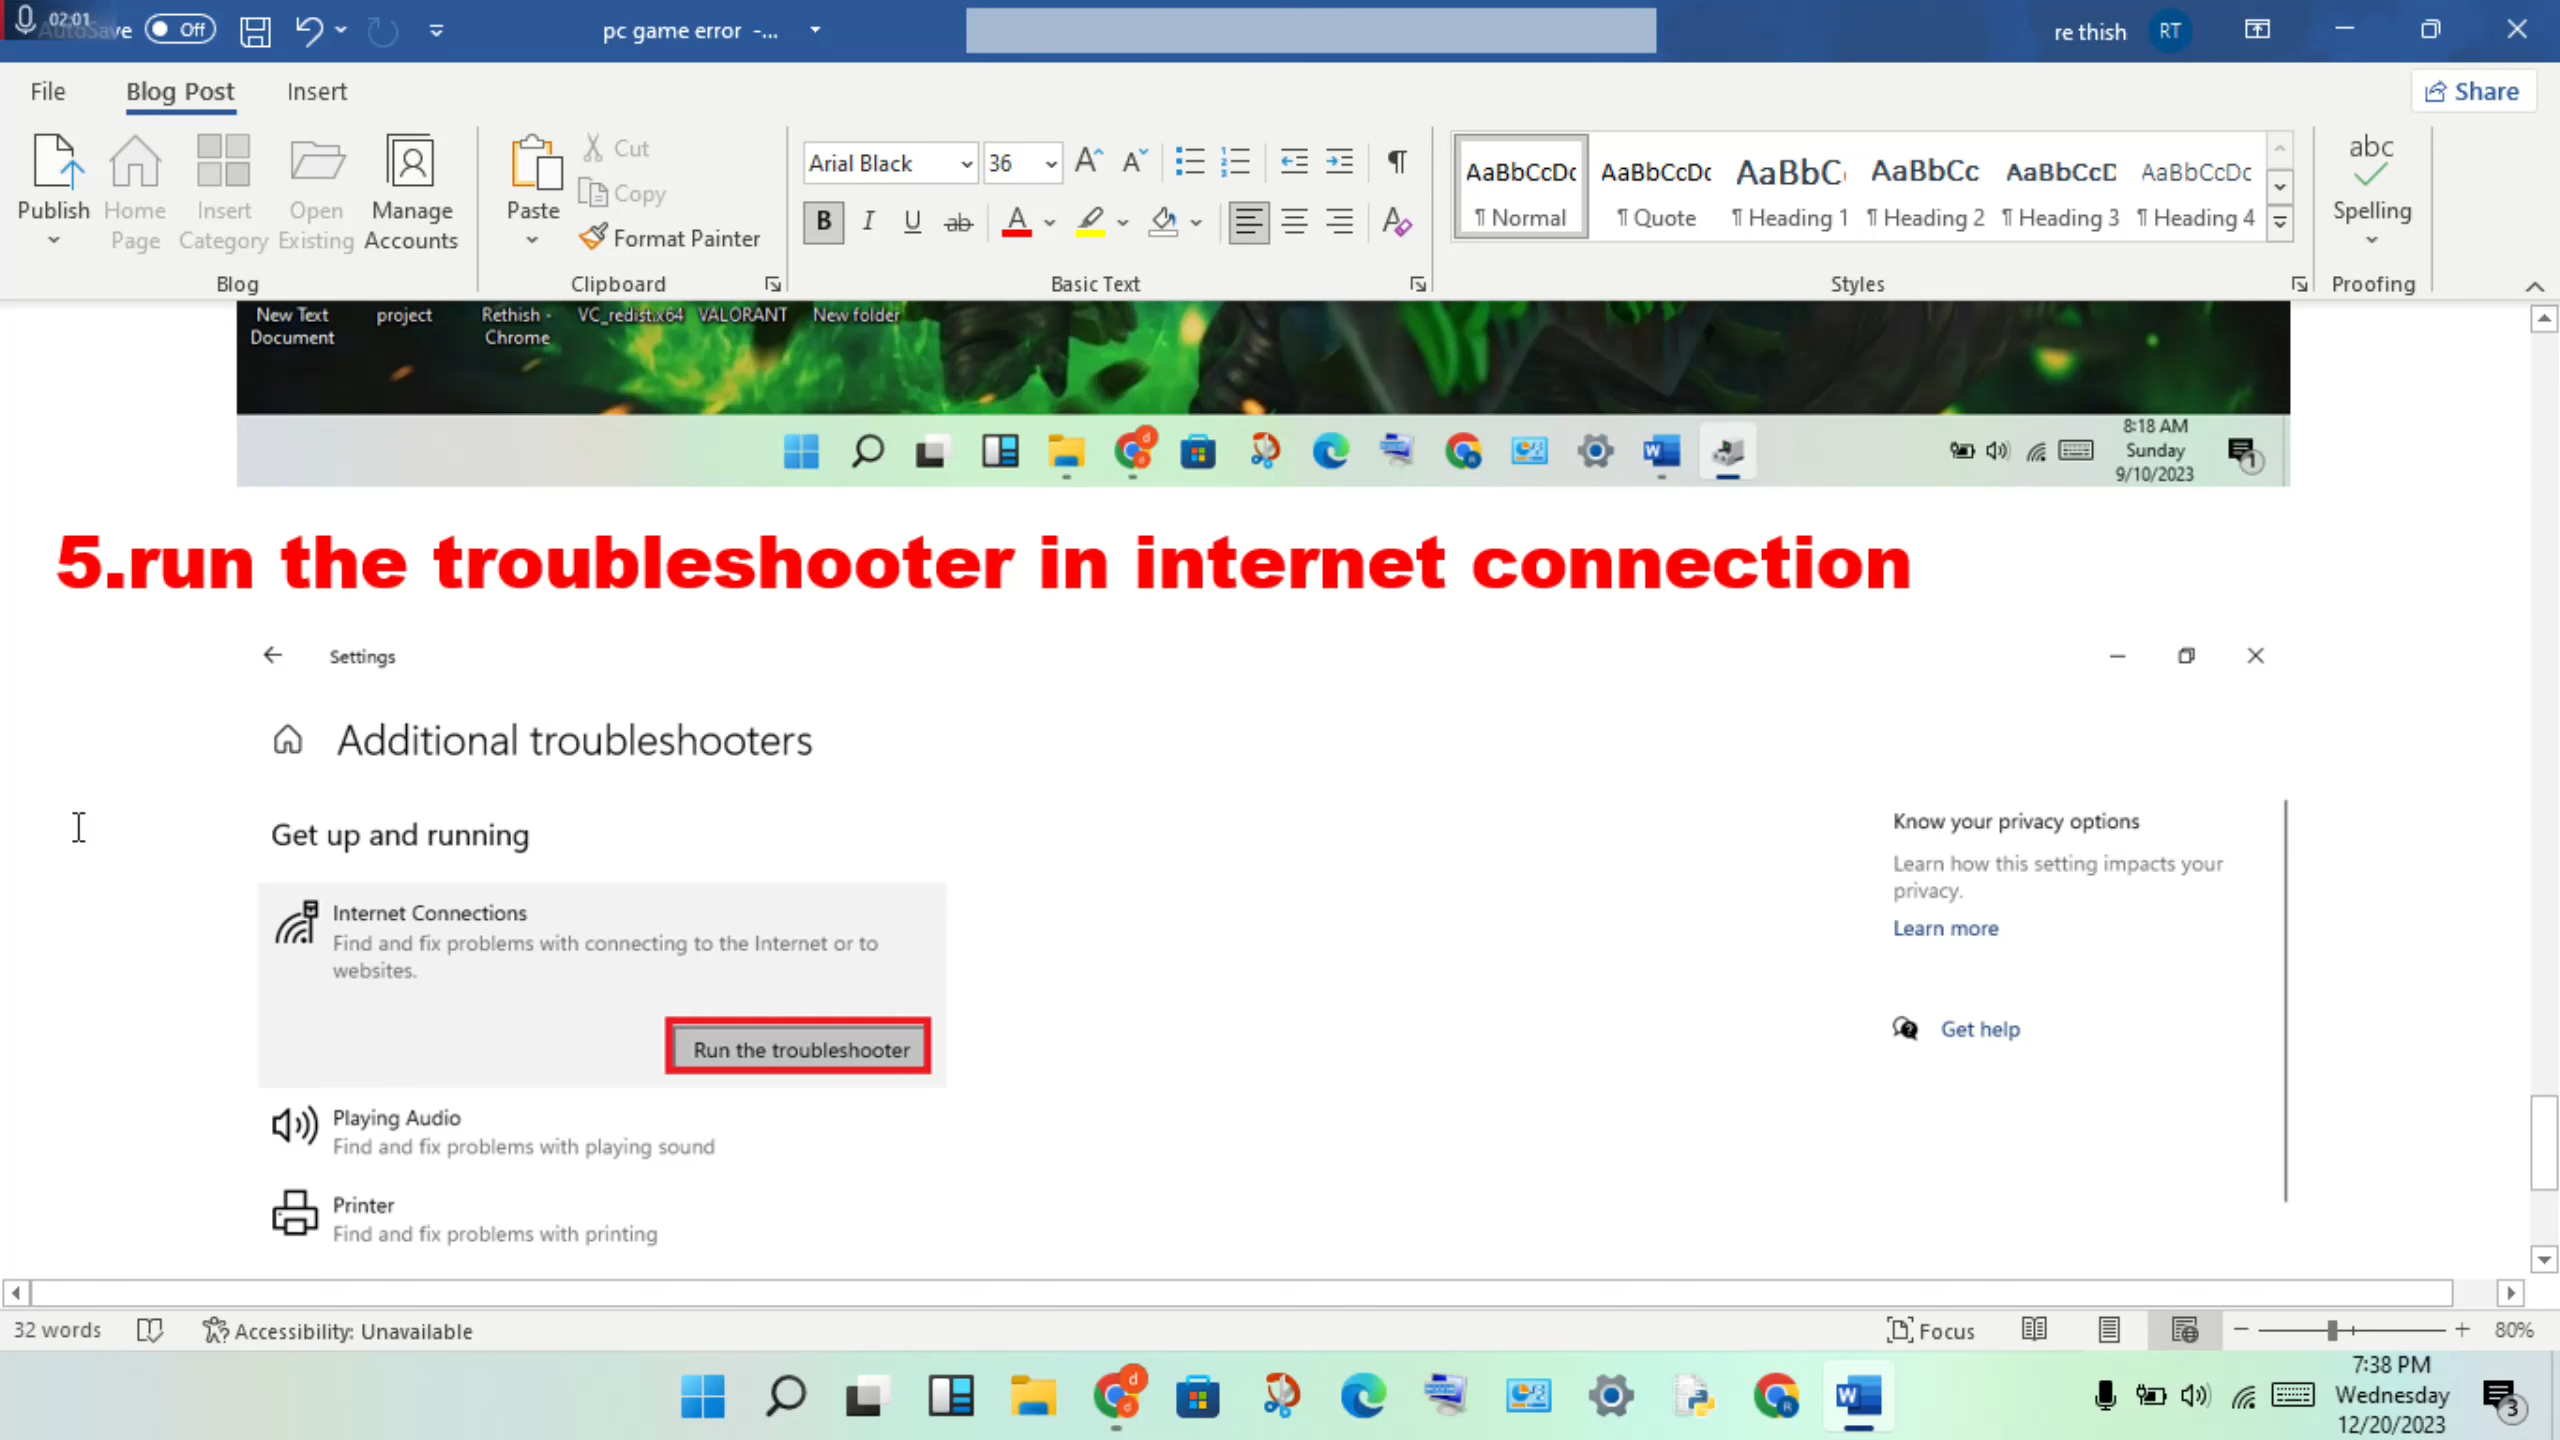 02:01
AutoSave Off
pc game error -...
re thish RT
File Blog Post Insert
Share
Publish
Home Page
Insert Category
Open Existing
Manage Accounts
Blog
Paste
Cut
Copy
Format Painter
Clipboard
Arial Black 36
B I U ab
A
Basic Text
AaBbCcDc AaBbCcDc AaBbC AaBbCc AaBbCcD AaBbCcDc
¶ Normal ¶ Quote ¶ Heading 1 ¶ Heading 2 ¶ Heading 3 ¶ Heading 4
Styles
abc
Spelling
Proofing
New Text Document
project
Rethish - Chrome
VC_redist.x64
VALORANT
New folder
8:18 AM
Sunday
9/10/2023
1
5.run the troubleshooter in internet connection
Settings
Additional troubleshooters
Get up and running
Internet Connections
Find and fix problems with connecting to the Internet or to
websites.
Run the troubleshooter
Playing Audio
Find and fix problems with playing sound
Printer
Find and fix problems with printing
Know your privacy options
Learn how this setting impacts your
privacy.
Learn more
Get help
32 words
Accessibility: Unavailable
Focus
80%
7:38 PM
Wednesday
12/20/2023
3